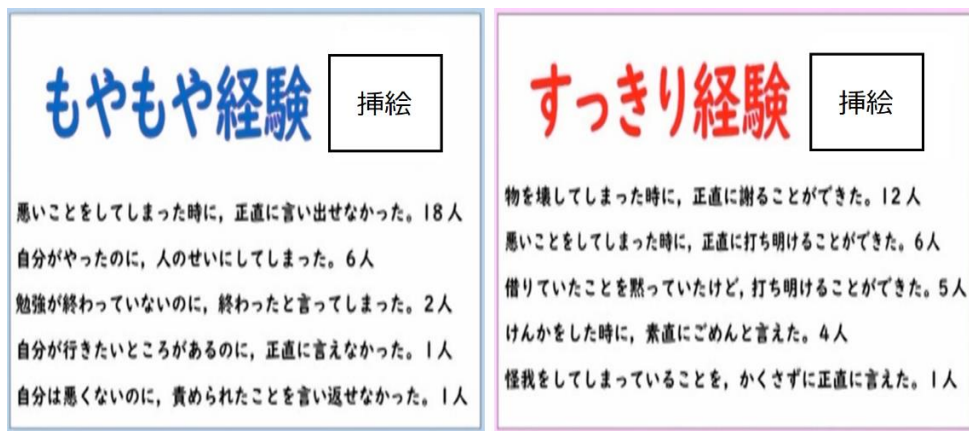 もやもや経験
挿絵
悪いことをしてしまった時に，正直に言い出せなかった。18人
自分がやったのに，人のせいにしてしまった。6人
勉強が終わっていないのに，終わったと言ってしまった。2人
自分が行きたいところがあるのに，正直に言えなかった。1人
自分は悪くないのに，責められたことを言い返せなかった。1人
すっきり経験
挿絵
物を壊してしまった時に，正直に謝ることができた。12人
悪いことをしてしまった時に，正直に打ち明けることができた。6人
借りていたことを黙っていたけど，打ち明けることができた。5人
けんかをした時に，素直にごめんと言えた。4人
怪我をしてしまっていることを，かくさずに正直に言えた。1人